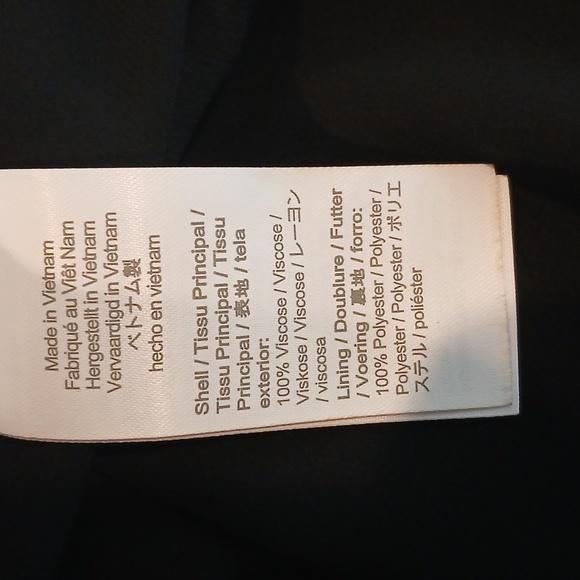 Made in Vietnam
Fabriqué au Viêt Nam
Hergestellt in Vietnam
Vervaardigd in Vietnam
ベトナム製
hecho en vietnam
Shell / Tissu Principal /
Tissu Principal / Tissu
Principal / 表地 / tela
exterior:
100% Viscose / Viscose /
Viskose / Viscose / レーヨン
/ viscosa
Lining / Doublure / Futter
/ Voering / 裏地 / forro:
100% Polyester / Polyester /
Polyester / Polyester / ポリエ
ステル / poliéster